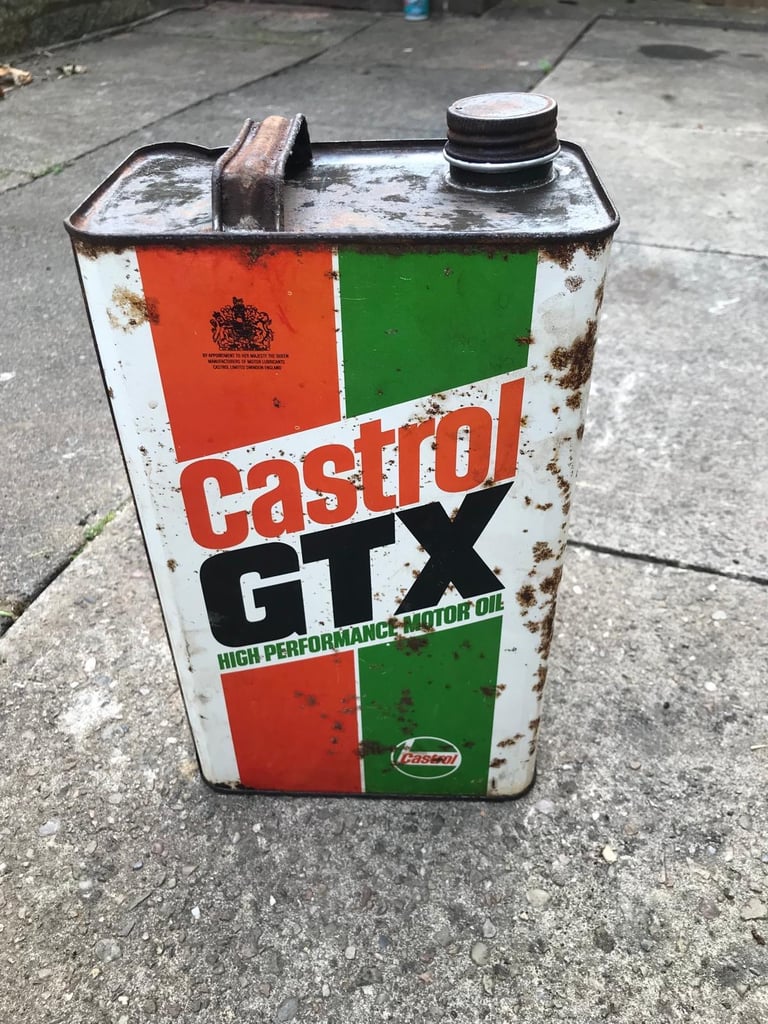 BY APPOINTMENT TO HER MAJESTY THE QUEEN
MANUFACTURERS OF MOTOR LUBRICANTS
CASTROL LIMITED SWINDON ENGLAND
Castrol
GTX
HIGH PERFORMANCE MOTOR OIL
Castrol